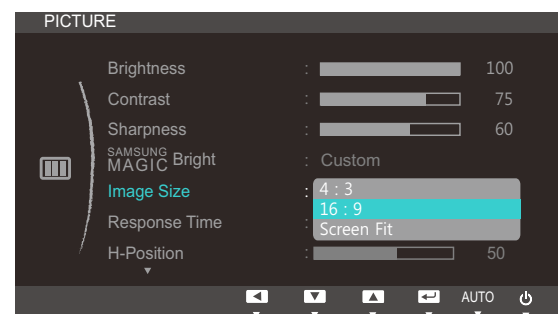 PICTURE
Brightness : 100
Contrast : 75
Sharpness : 60
SAMSUNG MAGIC Bright : Custom
Image Size : 4 : 3
16 : 9
Response Time : Screen Fit
H-Position : 50
AUTO